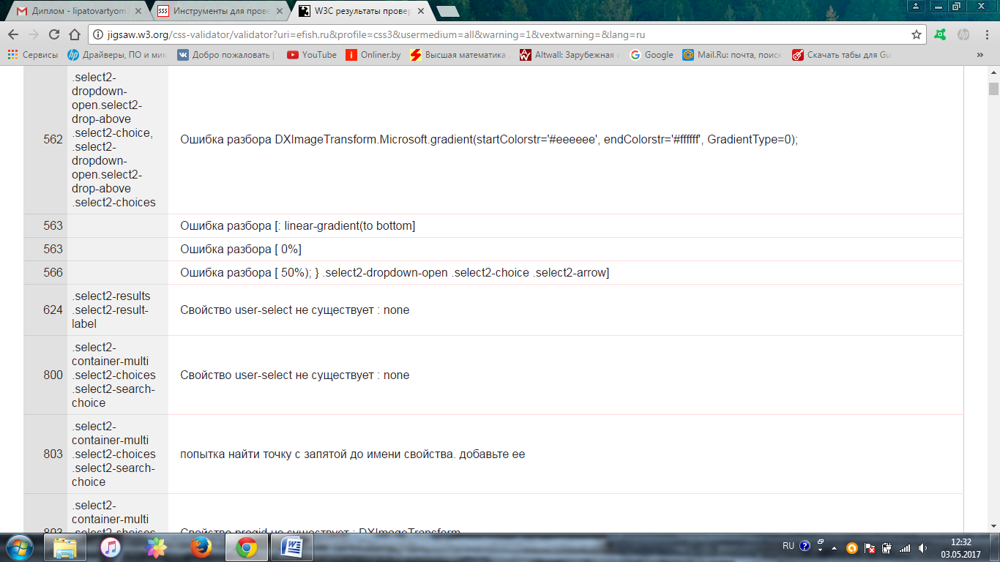 Диплом - lipatovartyom
Инструменты для прове
W3C результаты провер
jigsaw.w3.org/css-validator/validator?uri=efish.ru&profile=css3&usermedium=all&warning=1&vextwarning=&lang=ru
Сервисы
Драйверы, ПО и мик
Добро пожаловать |
YouTube
Onliner.by
Высшая математика
Altwall: Зарубежная
Google
Mail.Ru: почта, поиск
Скачать табы для Gu
»
.select2-
dropdown-
open.select2-
drop-above
.select2-choice,
.select2-
dropdown-
open.select2-
drop-above
.select2-choices
562
Ошибка разбора DXImageTransform.Microsoft.gradient(startColorstr='#eeeeee', endColorstr='#ffffff', GradientType=0);
563
Ошибка разбора [: linear-gradient(to bottom]
563
Ошибка разбора [ 0%]
566
Ошибка разбора [ 50%); } .select2-dropdown-open .select2-choice .select2-arrow]
624
.select2-results
.select2-result-
label
Свойство user-select не существует : none
800
.select2-
container-multi
.select2-choices
.select2-search-
choice
Свойство user-select не существует : none
803
.select2-
container-multi
.select2-choices
.select2-search-
choice
попытка найти точку с запятой до имени свойства. добавьте ее
803
.select2-
container-multi
.select2-choices
Свойство progid не существует : DXImageTransform
RU
12:32
03.05.2017